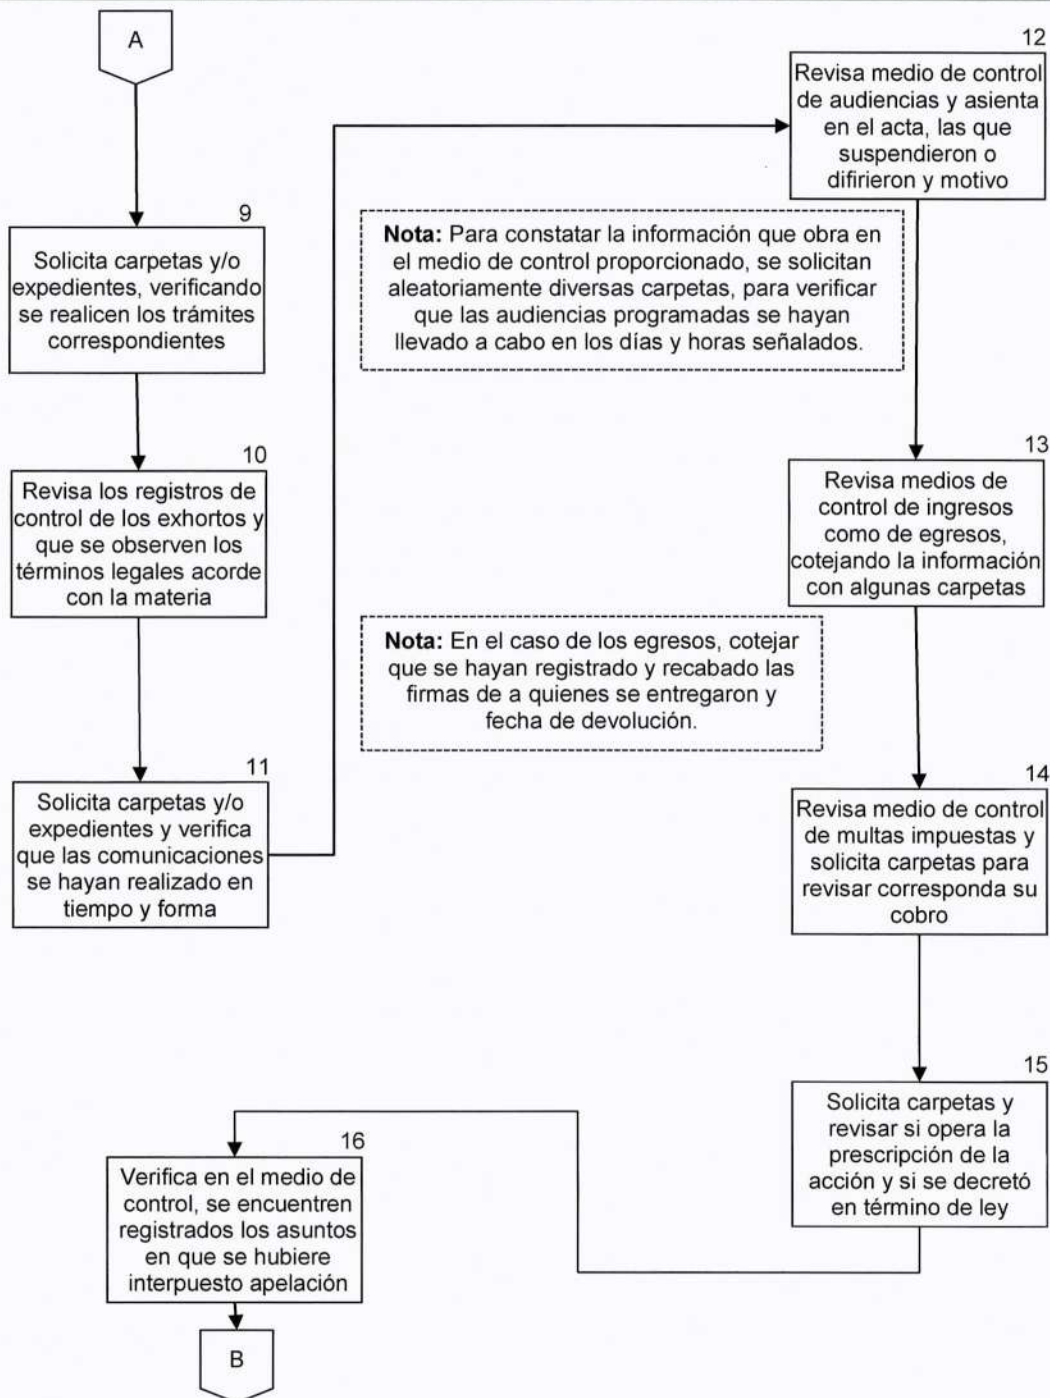 A
9
Solicita carpetas y/o
expedientes, verificando
se realicen los trámites
correspondientes
10
Revisa los registros de
control de los exhortos y
que se observen los
términos legales acorde
con la materia
11
Solicita carpetas y/o
expedientes y verifica
que las comunicaciones
se hayan realizado en
tiempo y forma
12
Revisa medio de control
de audiencias y asienta
en el acta, las que
suspendieron o
difirieron y motivo
Nota: Para constatar la información que obra en
el medio de control proporcionado, se solicitan
aleatoriamente diversas carpetas, para verificar
que las audiencias programadas se hayan
llevado a cabo en los días y horas señalados.
13
Revisa medios de
control de ingresos
como de egresos,
cotejando la información
con algunas carpetas
Nota: En el caso de los egresos, cotejar
que se hayan registrado y recabado las
firmas de a quienes se entregaron y
fecha de devolución.
14
Revisa medio de control
de multas impuestas y
solicita carpetas para
revisar corresponda su
cobro
15
Solicita carpetas y
revisar si opera la
prescripción de la
acción y si se decretó
en término de ley
16
Verifica en el medio de
control, se encuentren
registrados los asuntos
en que se hubiere
interpuesto apelación
B